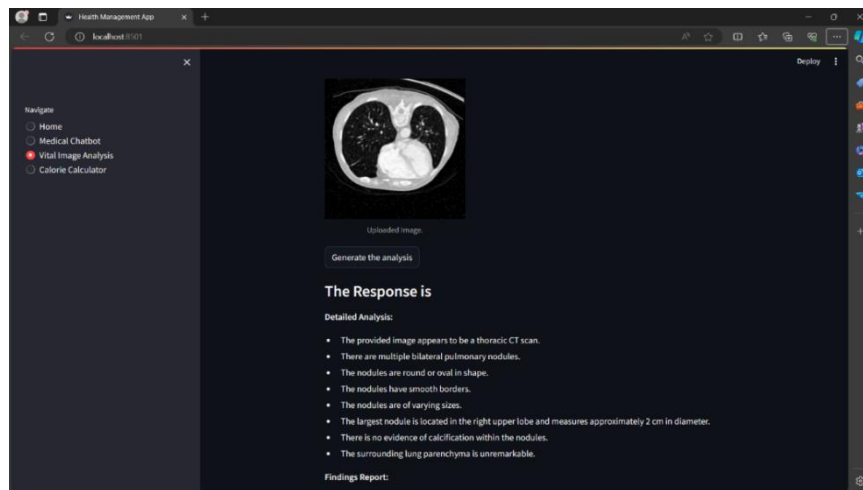 Health Management App
localhost:8501
Deploy
Navigate
Home
Medical Chatbot
Vital Image Analysis
Calorie Calculator
Uploaded Image.
Generate the analysis
The Response is
Detailed Analysis:
• The provided image appears to be a thoracic CT scan.
• There are multiple bilateral pulmonary nodules.
• The nodules are round or oval in shape.
• The nodules have smooth borders.
• The nodules are of varying sizes.
• The largest nodule is located in the right upper lobe and measures approximately 2 cm in diameter.
• There is no evidence of calcification within the nodules.
• The surrounding lung parenchyma is unremarkable.
Findings Report: